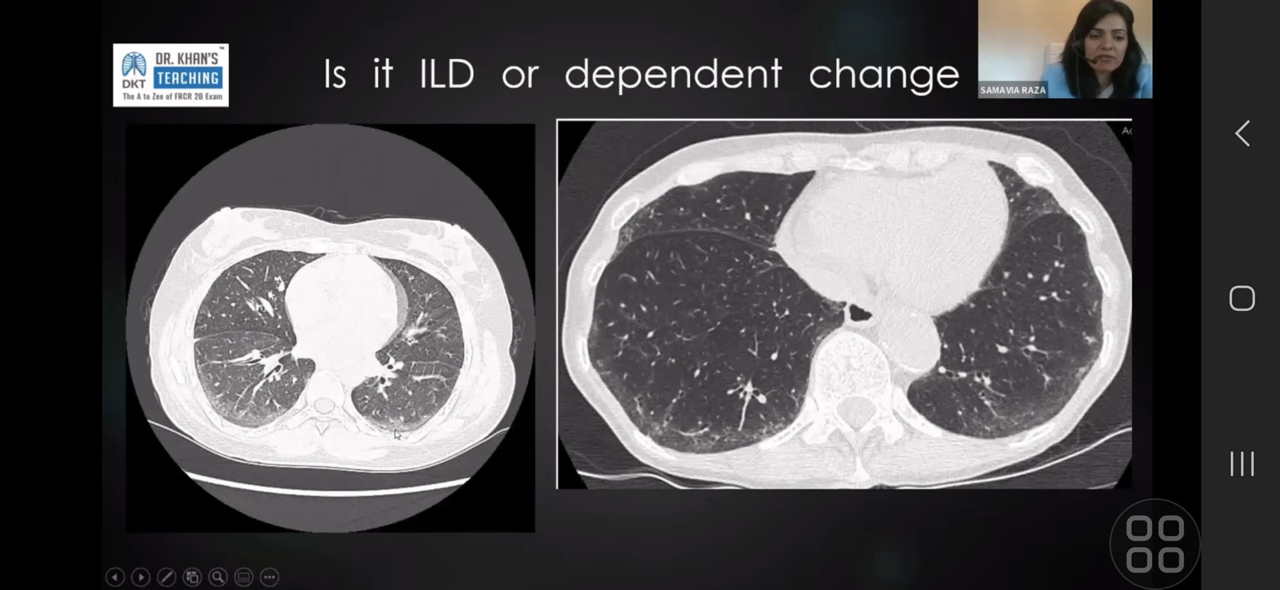 DR. KHAN'S
TEACHING
DKT
The A to Zee of FRCR 2B Exam
Is it ILD or dependent change
SAMAVIA RAZA